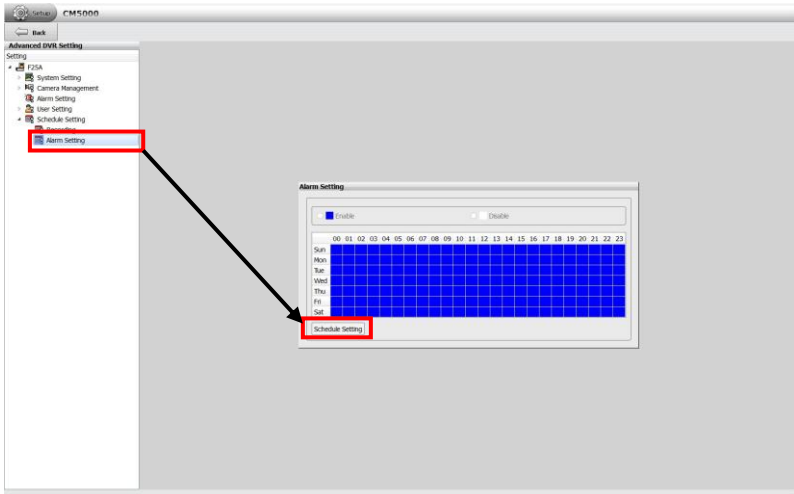 Setup CM5000
Back
Advanced DVR Setting
Setting
F25A
System Setting
Camera Management
Alarm Setting
User Setting
Schedule Setting
Recording
Alarm Setting
Alarm Setting
Enable Disable
00 01 02 03 04 05 06 07 08 09 10 11 12 13 14 15 16 17 18 19 20 21 22 23
Sun
Mon
Tue
Wed
Thu
Fri
Sat
Schedule Setting